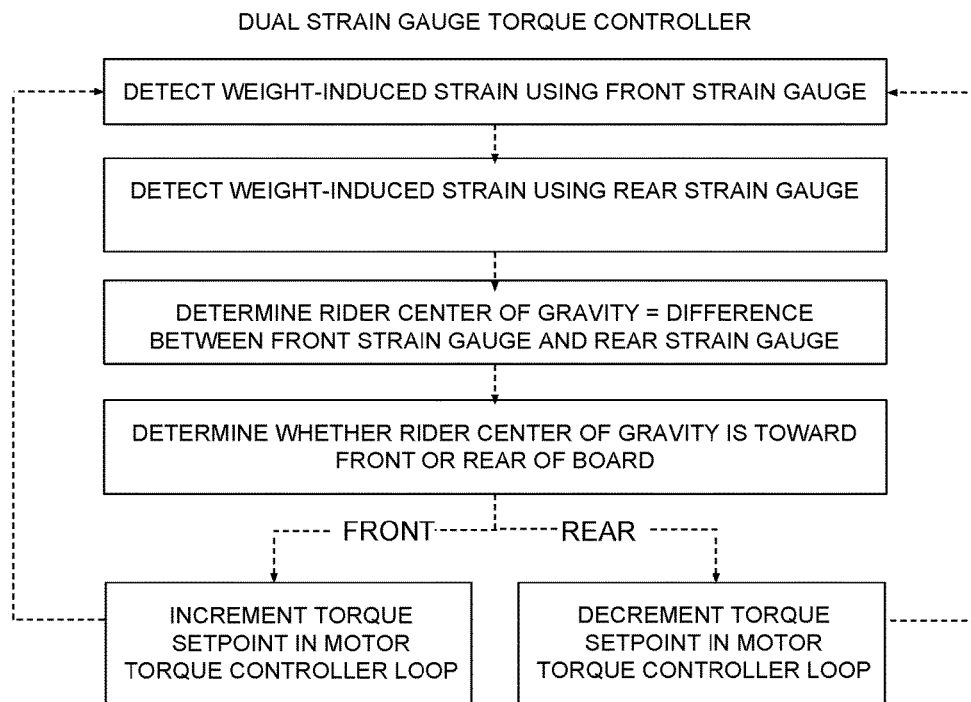 DUAL STRAIN GAUGE TORQUE CONTROLLER
DETECT WEIGHT-INDUCED STRAIN USING FRONT STRAIN GAUGE
DETECT WEIGHT-INDUCED STRAIN USING REAR STRAIN GAUGE
DETERMINE RIDER CENTER OF GRAVITY = DIFFERENCE
BETWEEN FRONT STRAIN GAUGE AND REAR STRAIN GAUGE
DETERMINE WHETHER RIDER CENTER OF GRAVITY IS TOWARD
FRONT OR REAR OF BOARD
FRONT
REAR
INCREMENT TORQUE
SETPOINT IN MOTOR
TORQUE CONTROLLER LOOP
DECREMENT TORQUE
SETPOINT IN MOTOR
TORQUE CONTROLLER LOOP